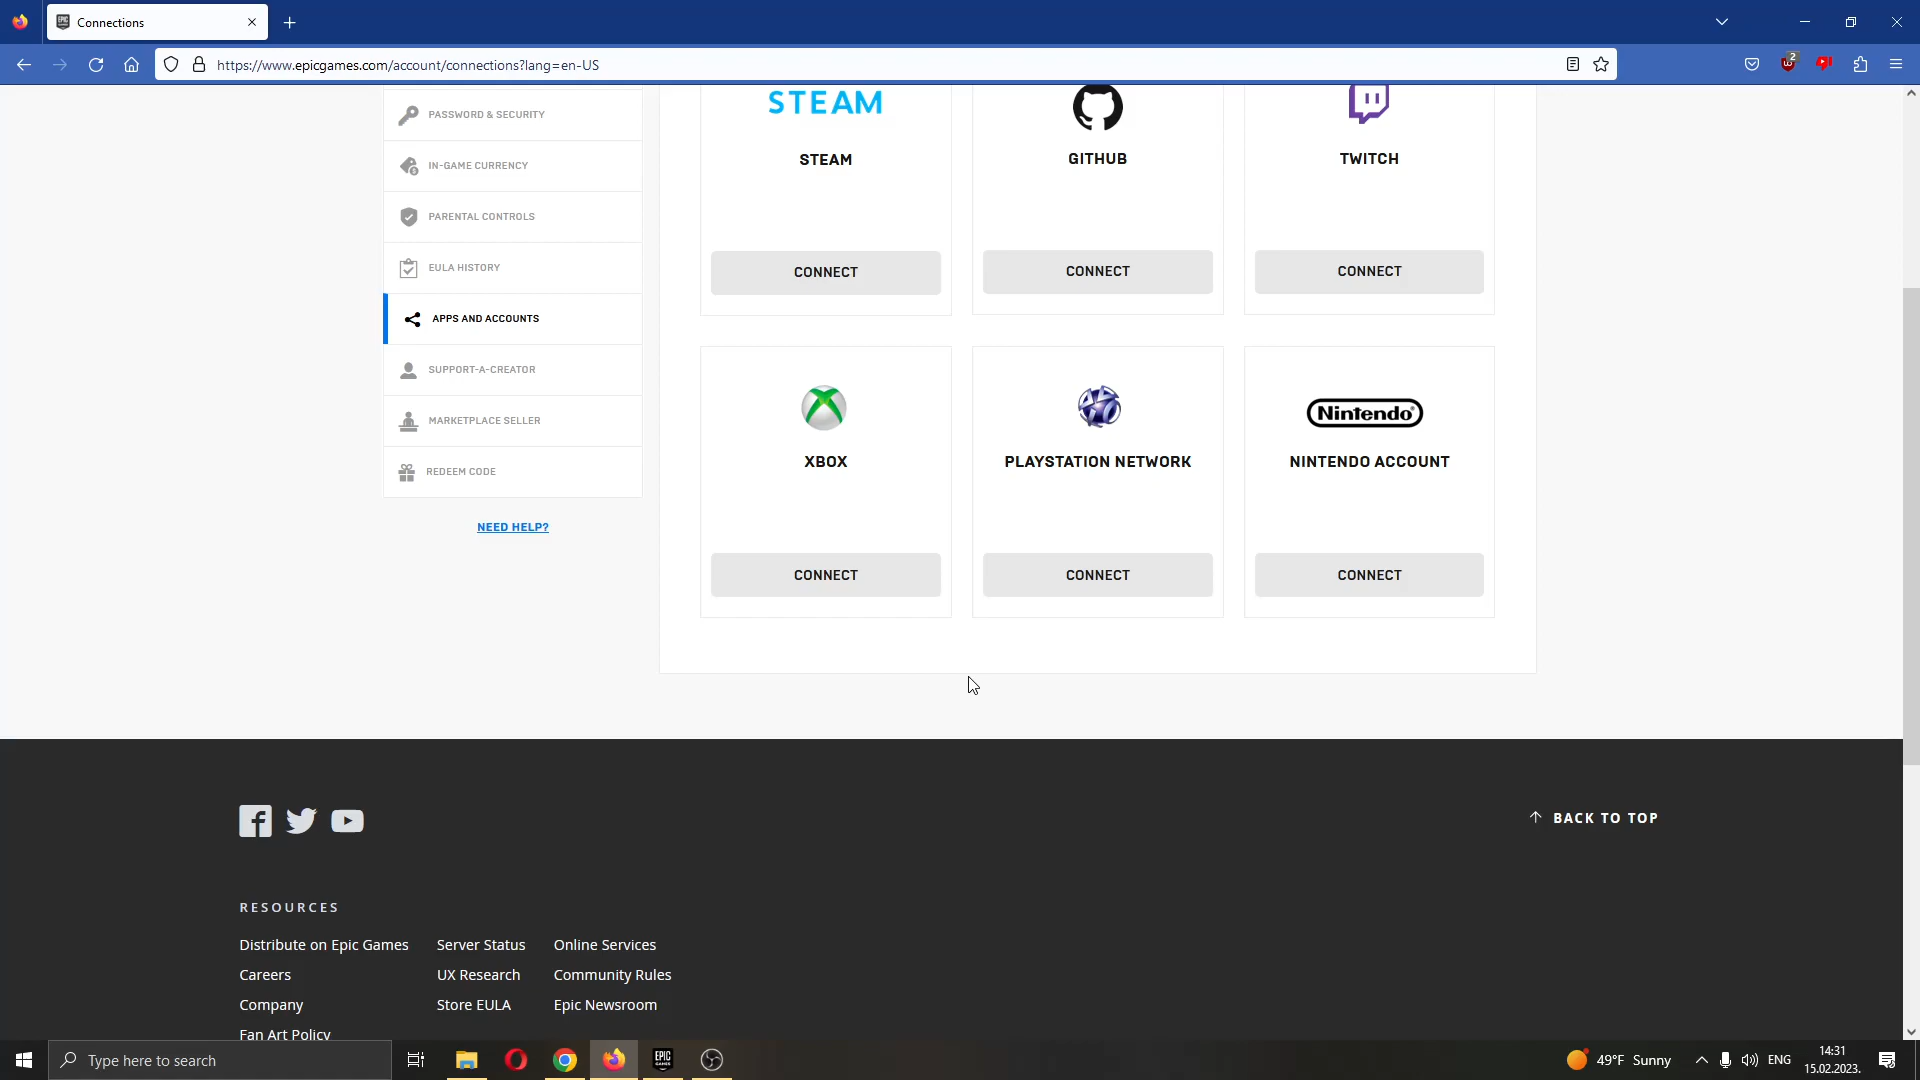 Connections
https://www.epicgames.com/account/connections?lang=en-US
2
PASSWORD & SECURITY
IN-GAME CURRENCY
PARENTAL CONTROLS
EULA HISTORY
APPS AND ACCOUNTS
SUPPORT-A-CREATOR
MARKETPLACE SELLER
REDEEM CODE
NEED HELP?
STEAM
STEAM
GITHUB
TWITCH
CONNECT
CONNECT
CONNECT
Nintendo
XBOX
PLAYSTATION NETWORK
NINTENDO ACCOUNT
CONNECT
CONNECT
CONNECT
BACK TO TOP
RESOURCES
Distribute on Epic Games
Server Status
Online Services
Careers
UX Research
Community Rules
Company
Store EULA
Epic Newsroom
Fan Art Policy
Type here to search
EPIC GAMES
49°F Sunny
ENG
14:31
15.02.2023.